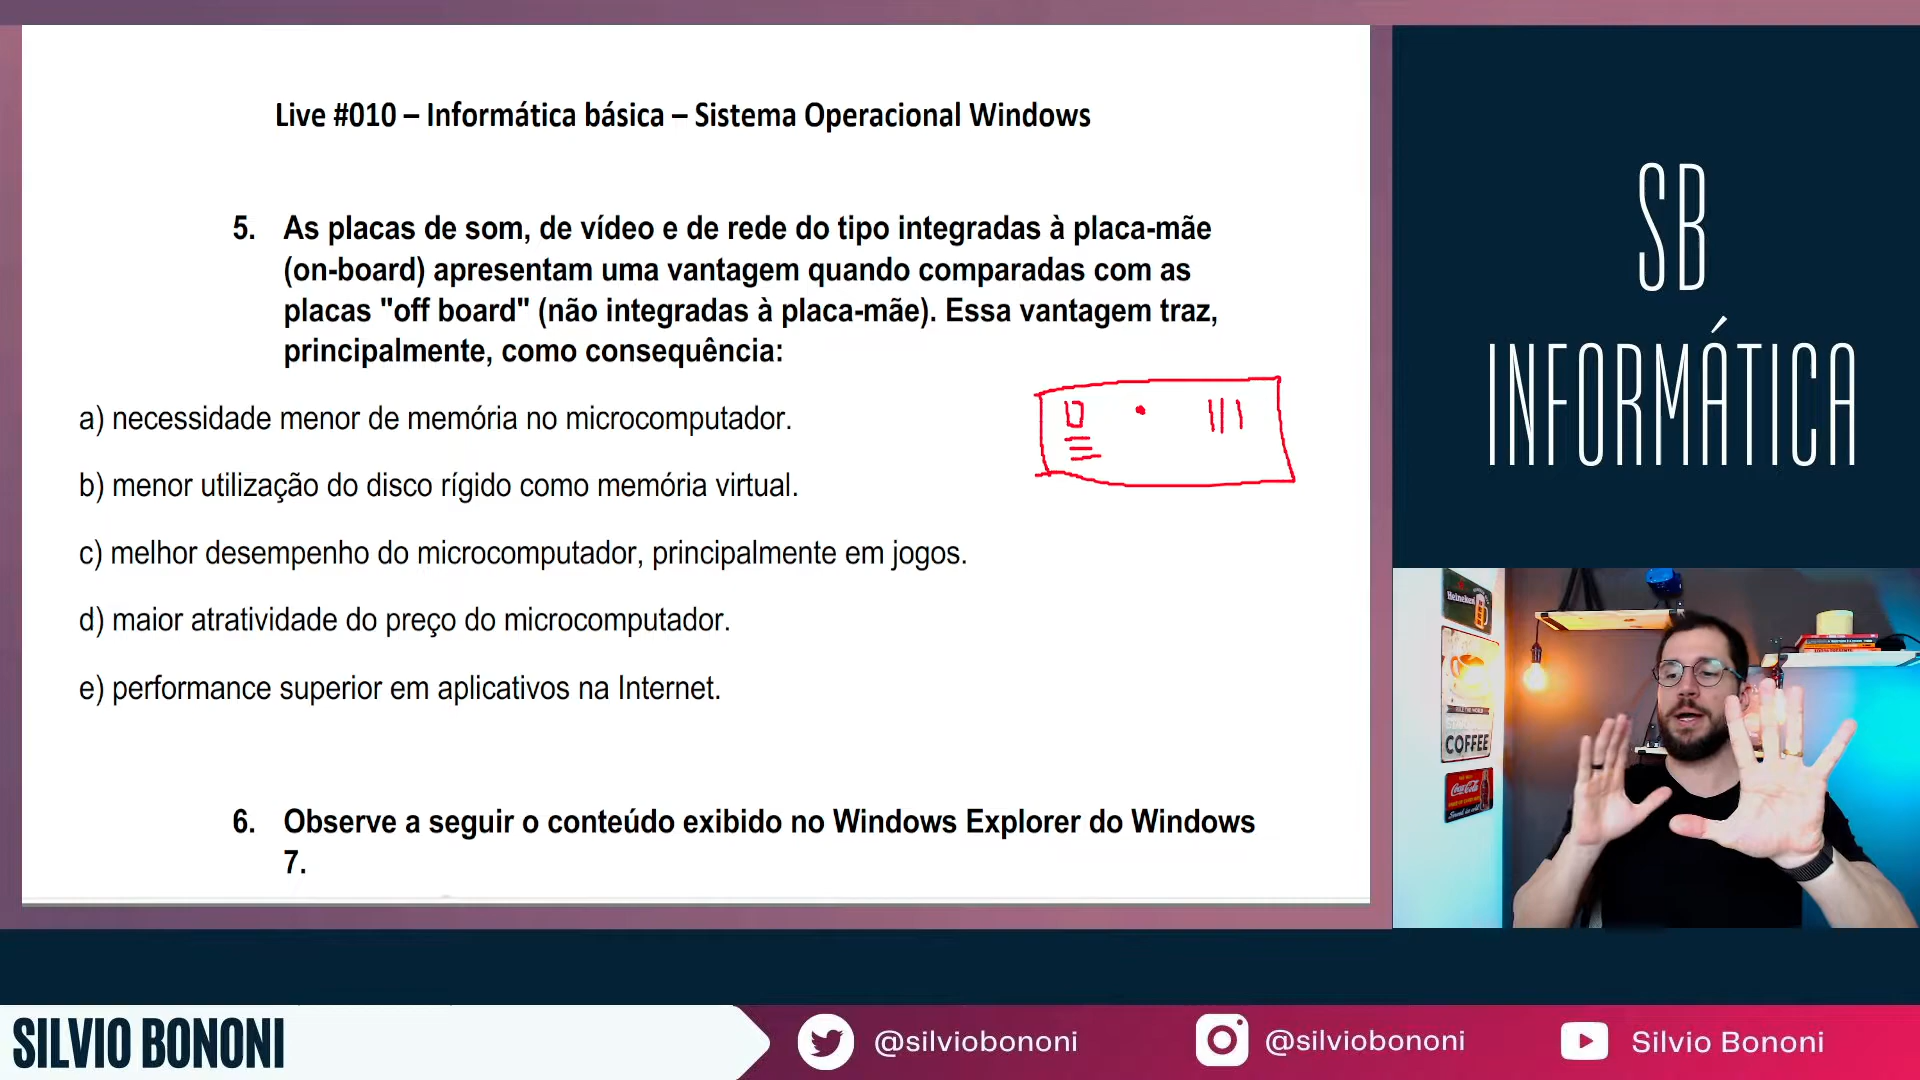 Live #010 – Informática básica – Sistema Operacional Windows
5. As placas de som, de vídeo e de rede do tipo integradas à placa-mãe
(on-board) apresentam uma vantagem quando comparadas com as
placas "off board" (não integradas à placa-mãe). Essa vantagem traz,
principalmente, como consequência:
a) necessidade menor de memória no microcomputador.
b) menor utilização do disco rígido como memória virtual.
c) melhor desempenho do microcomputador, principalmente em jogos.
d) maior atratividade do preço do microcomputador.
e) performance superior em aplicativos na Internet.
6. Observe a seguir o conteúdo exibido no Windows Explorer do Windows
7.
SB
INFORMÁTICA
Heineken
COFFEE
Coca-Cola
SILVIO BONONI
@silviobononi
@silviobononi
Silvio Bononi